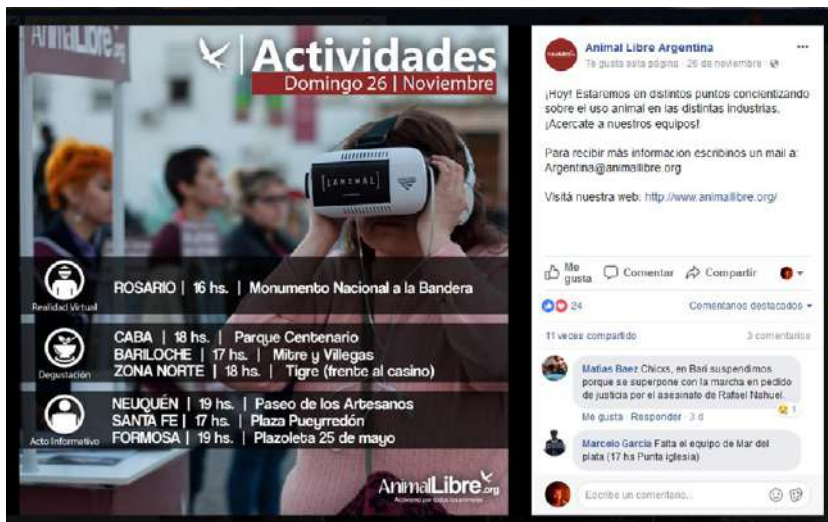 AnimaLibre.org
Actividades
Domingo 26 | Noviembre
[iANIMAL]
Realidad Virtual
ROSARIO | 16 hs. | Monumento Nacional a la Bandera
Degustación
CABA | 18 hs. | Parque Centenario
BARILOCHE | 17 hs. | Mitre y Villegas
ZONA NORTE | 18 hs. | Tigre (frente al casino)
Acto Informativo
NEUQUÉN | 19 hs. | Paseo de los Artesanos
SANTA FE | 17 hs. | Plaza Pueyrredón
FORMOSA | 19 hs. | Plazoleta 25 de mayo
AnimalLibre.org
Activismo por todos los animales
Animal Libre Argentina
Te gusta esta página · 26 de noviembre
¡Hoy! Estaremos en distintos puntos concientizando
sobre el uso animal en las distintas industrias.
¡Acercate a nuestros equipos!
Para recibir más informacion escribinos un mail a:
Argentina@animallibre.org
Visitá nuestra web: http://www.animallibre.org/
Me gusta
Comentar
Compartir
24
Comentarios destacados
11 veces compartido
3 comentarios
Matias Baez Chicxs, en Bari suspendimos
porque se superpone con la marcha en pedido
de justicia por el asesinato de Rafael Nahuel.
Me gusta · Responder · 3 d
1
Marcelo Garcia Falta el equipo de Mar del
plata (17 hs Punta iglesia)
Escribe un comentario...